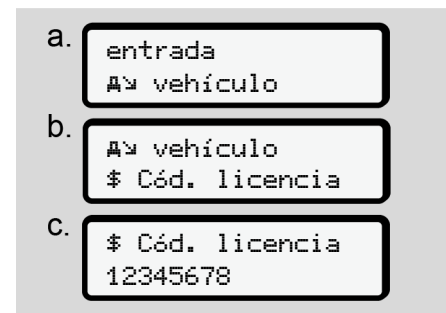 a.
entrada
vehículo
b.
vehículo
$ Cód. licencia
c.
$ Cód. licencia
12345678